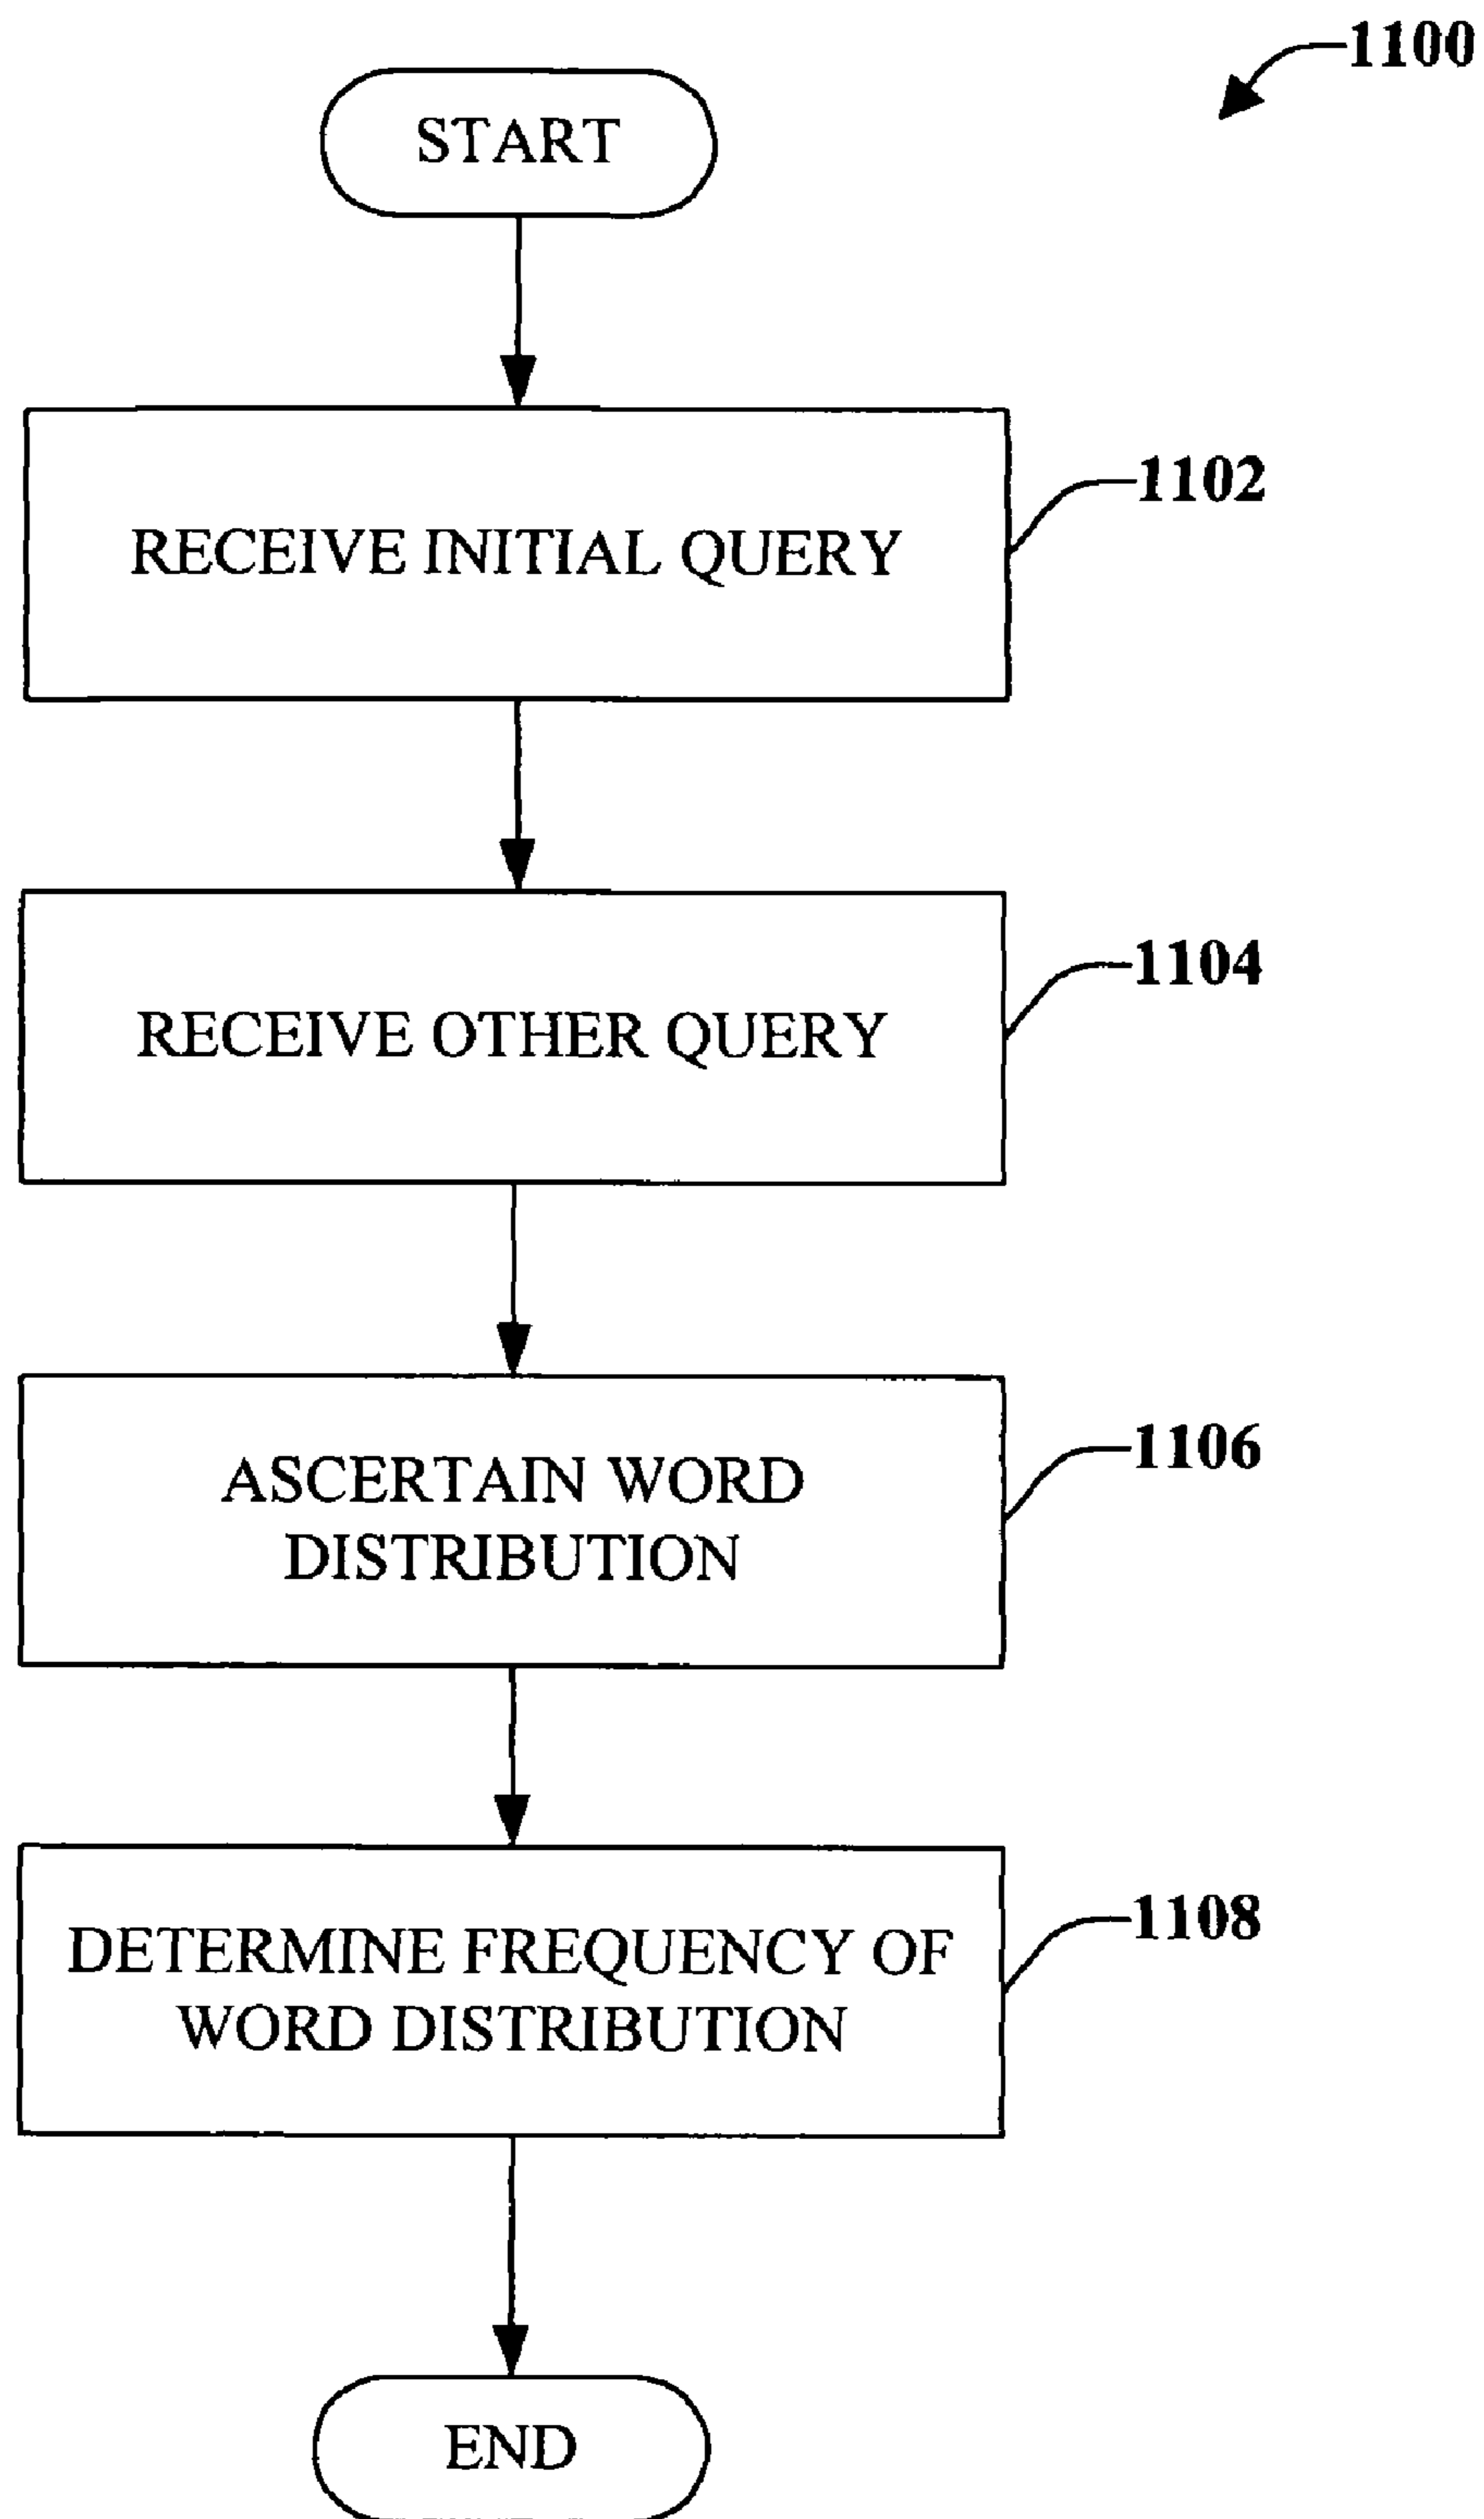 1100
START
RECEIVE INITIAL QUERY
1102
RECEIVE OTHER QUERY
1104
ASCERTAIN WORD
DISTRIBUTION
1106
DETERMINE FREQUENCY OF
WORD DISTRIBUTION
1108
END